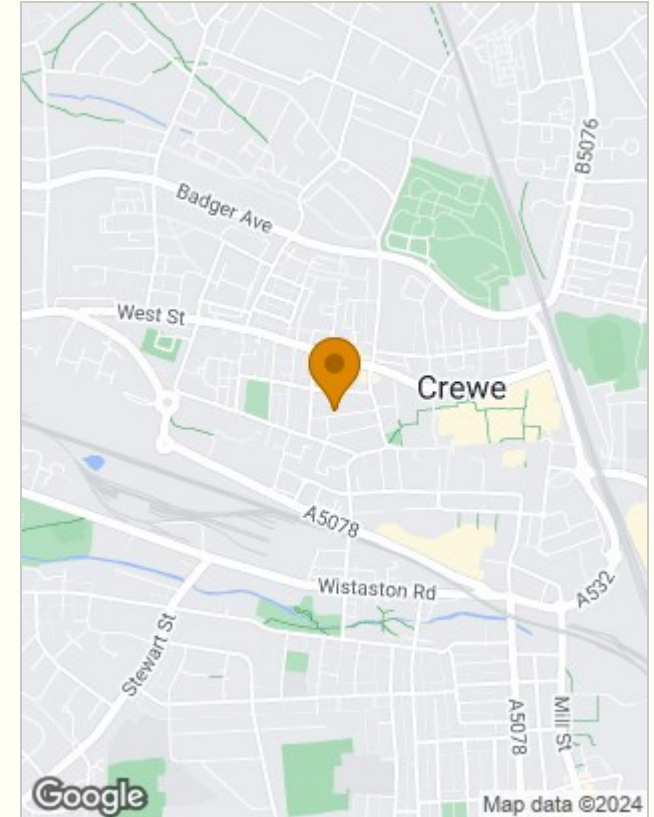 B5076
Badger Ave
West St
Crewe
A5078
Wistaston Rd
A532
Stewart St
A5078
Mill St
Google
Map data ©2024